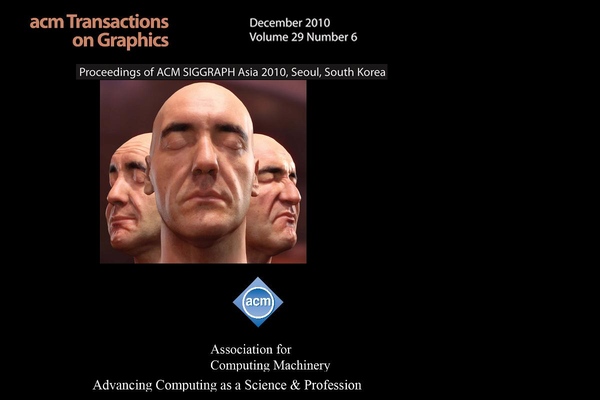 acm Transactions
on Graphics
December 2010
Volume 29 Number 6
Proceedings of ACM SIGGRAPH Asia 2010, Seoul, South Korea
acm
Association for
Computing Machinery
Advancing Computing as a Science & Profession